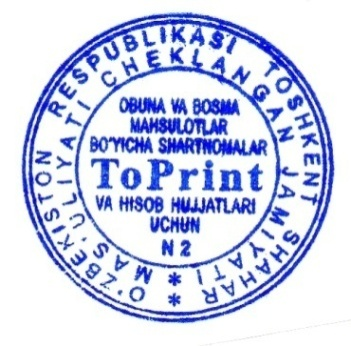 O'ZBEKISTON RESPUBLIKASI TOSHKENT SHAHAR
MAS'ULIYATI CHEKLANGAN JAMIYATI
OBUNA VA BOSMA
MAHSULOTLAR
BO'YICHA SHARTNOMALAR
ToPrint
VA HISOB HUJJATLARI
UCHUN
N 2
* *